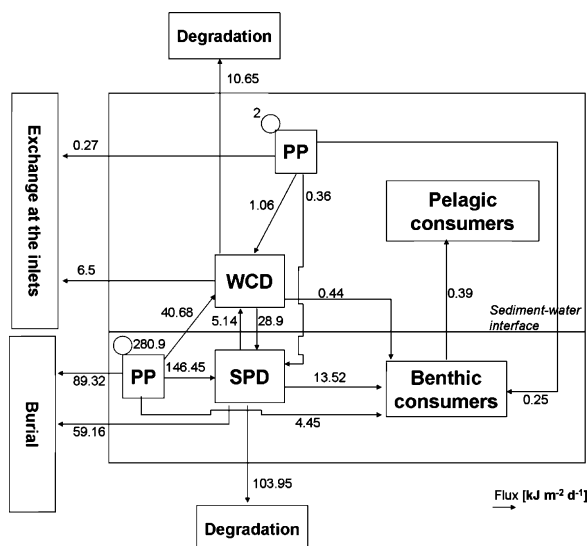 Degradation
10.65
2
Exchange at the inlets
0.27
PP
1.06
0.36
Pelagic
consumers
WCD
6.5
0.44
0.39
40.68
5.14
28.9
Sediment-water
interface
280.9
PP
146.45
SPD
13.52
Benthic
consumers
89.32
0.25
Burial
59.16
4.45
103.95
Flux [kJ m-2 d-1]
Degradation